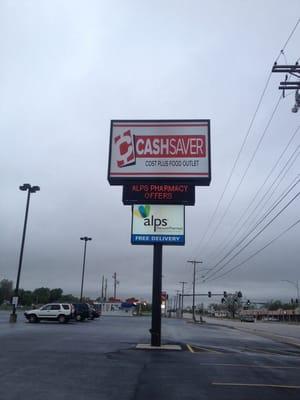 CASHSAVER
COST PLUS FOOD OUTLET
ALPS PHARMACY
OFFERS
alps
FREE DELIVERY